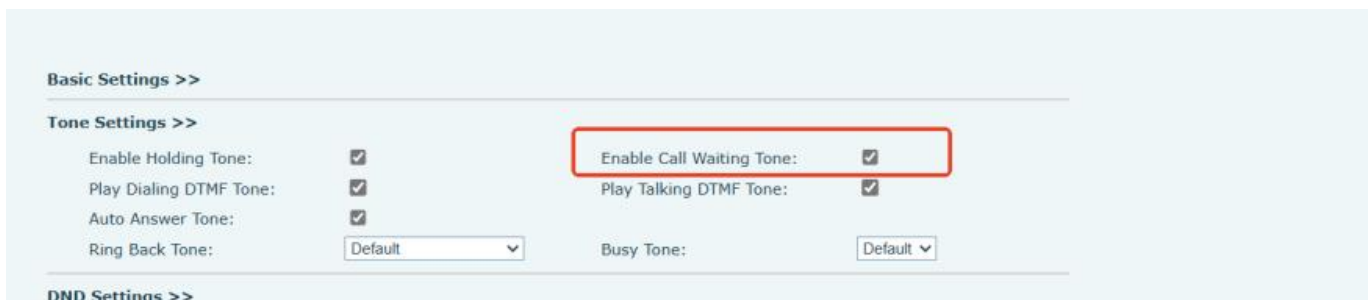 Basic Settings >>
Tone Settings >>
Enable Holding Tone: Enable Call Waiting Tone:
Play Dialing DTMF Tone: Play Talking DTMF Tone:
Auto Answer Tone:
Ring Back Tone: Default Busy Tone: Default
DND Settings >>